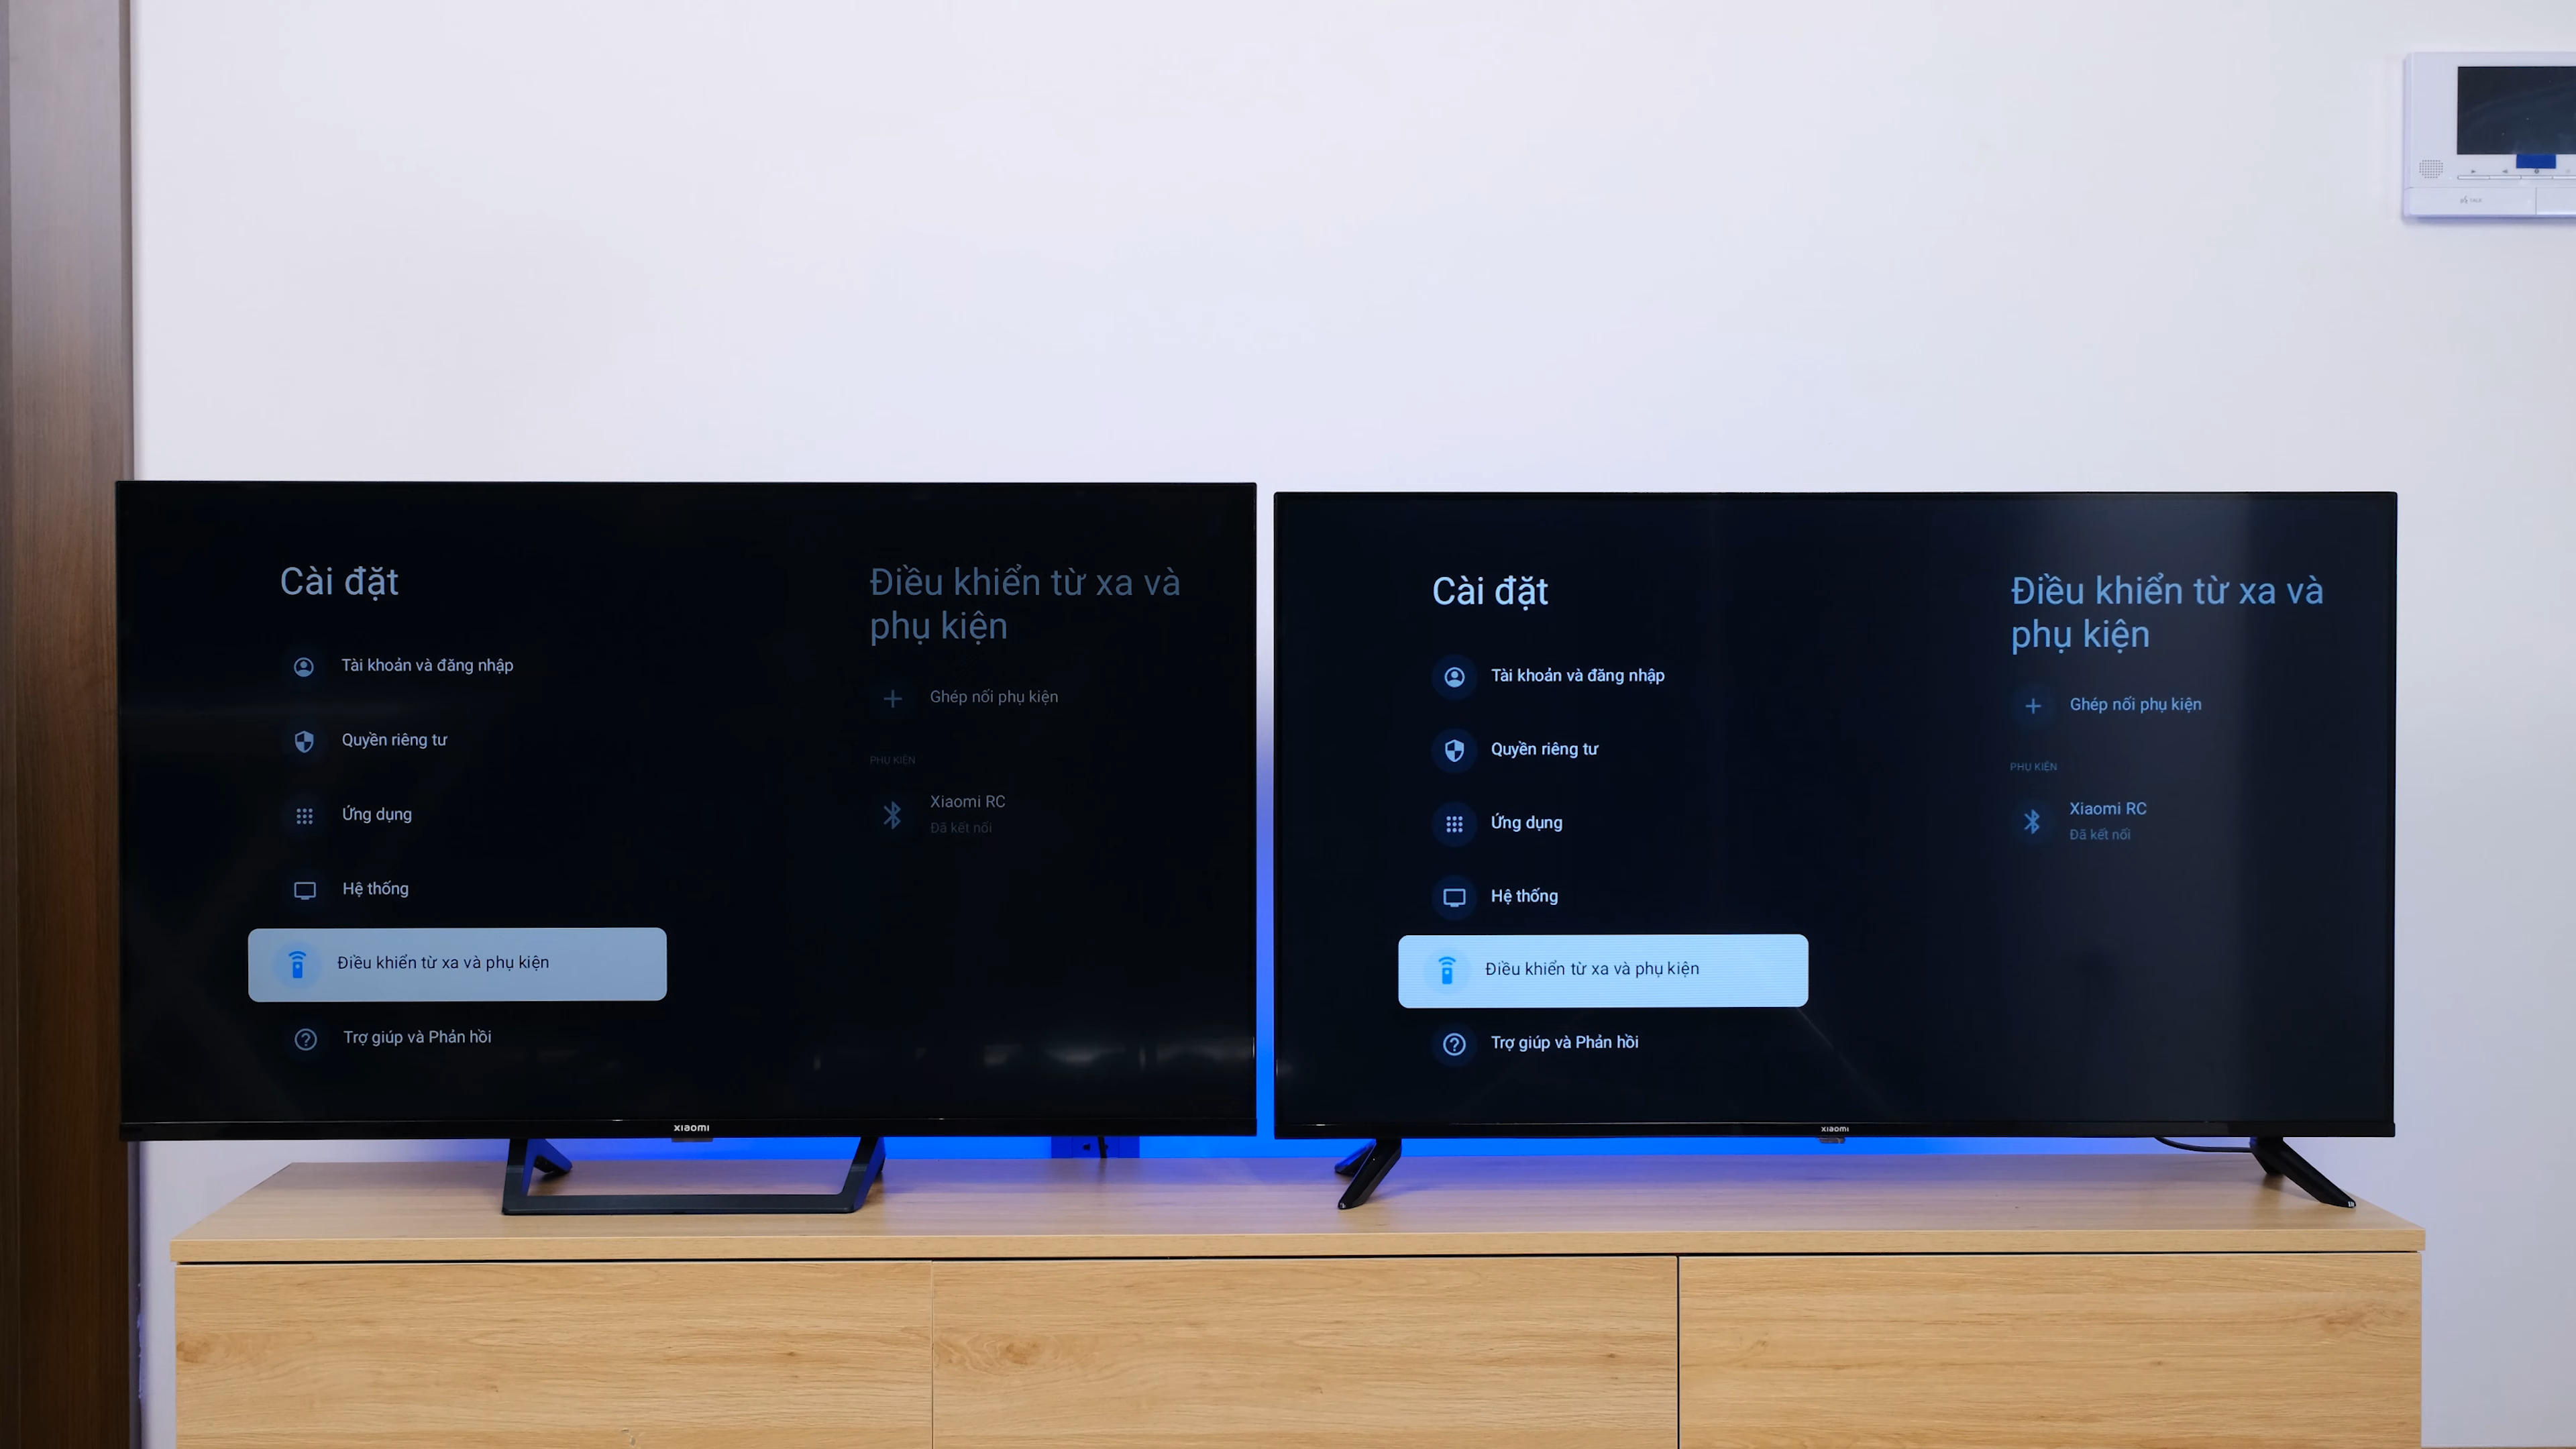 Cài đặt
Tài khoản và đăng nhập
Quyền riêng tư
Ứng dụng
Hệ thống
Điều khiển từ xa và phụ kiện
Trợ giúp và Phản hồi
Điều khiển từ xa và
phụ kiện
Ghép nối phụ kiện
PHỤ KIỆN
Xiaomi RC
Đã kết nối
xiaomi
Cài đặt
Tài khoản và đăng nhập
Quyền riêng tư
Ứng dụng
Hệ thống
Điều khiển từ xa và phụ kiện
Trợ giúp và Phản hồi
Điều khiển từ xa và
phụ kiện
Ghép nối phụ kiện
PHỤ KIỆN
Xiaomi RC
Đã kết nối
xiaomi
TALK